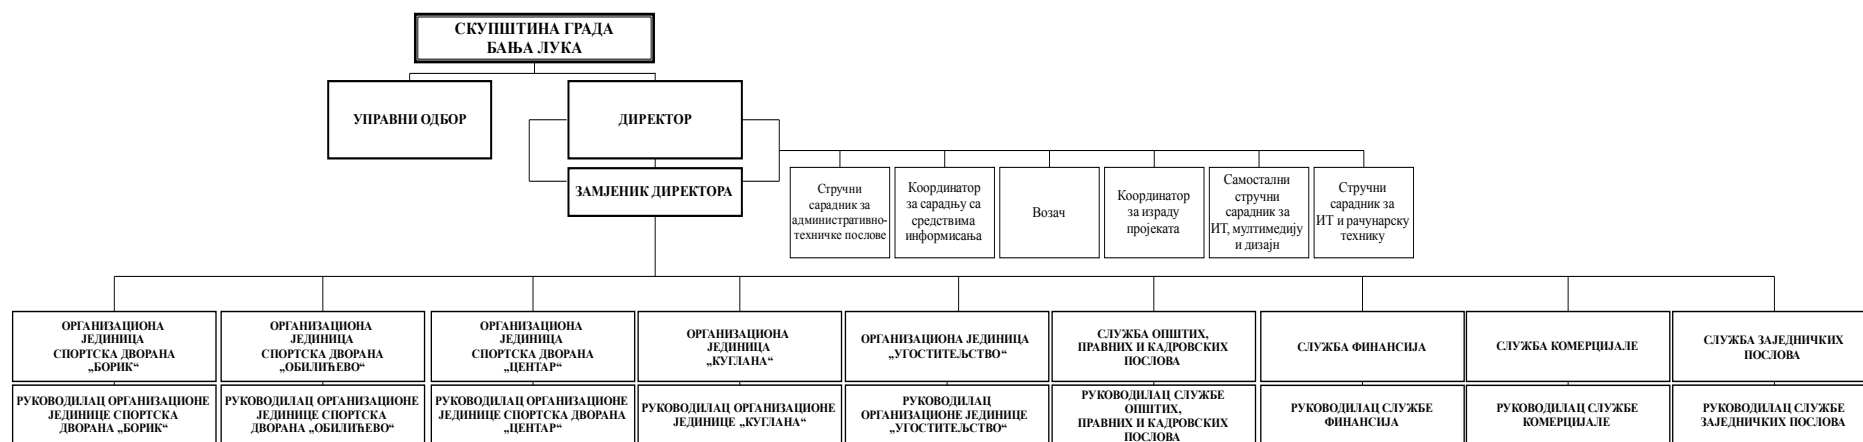 СКУПШТИНА ГРАДА
БАЊА ЛУКА
УПРАВНИ ОДБОР
ДИРЕКТОР
ЗАМЈЕНИК ДИРЕКТОРА
Стручни
сарадник за
административно-
техничке послове
Координатор
за сарадњу са
средствима
информисања
Возач
Координатор
за израду
пројеката
Самостални
стручни
сарадник за
ИТ, мултимедију
и дизајн
Стручни
сарадник за
ИТ и рачунарску
технику
ОРГАНИЗАЦИОНА
ЈЕДИНИЦА
СПОРТСКА ДВОРАНА
„БОРИК“
ОРГАНИЗАЦИОНА
ЈЕДИНИЦА
СПОРТСКА ДВОРАНА
„ОБИЛИЋЕВО“
ОРГАНИЗАЦИОНА
ЈЕДИНИЦА
СПОРТСКА ДВОРАНА
„ЦЕНТАР“
ОРГАНИЗАЦИОНА
ЈЕДИНИЦА
„КУГЛАНА“
ОРГАНИЗАЦИОНА ЈЕДИНИЦА
„УГОСТИТЕЉСТВО“
СЛУЖБА ОПШТИХ,
ПРАВНИХ И КАДРОВСКИХ
ПОСЛОВА
СЛУЖБА ФИНАНСИЈА
СЛУЖБА КОМЕРЦИЈАЛЕ
СЛУЖБА ЗАЈЕДНИЧКИХ
ПОСЛОВА
РУКОВОДИЛАЦ ОРГАНИЗАЦИОНЕ
ЈЕДИНИЦЕ СПОРТСКА
ДВОРАНА „БОРИК“
РУКОВОДИЛАЦ ОРГАНИЗАЦИОНЕ
ЈЕДИНИЦЕ СПОРТСКА
ДВОРАНА „ОБИЛИЋЕВО“
РУКОВОДИЛАЦ ОРГАНИЗАЦИОНЕ
ЈЕДИНИЦЕ СПОРТСКА ДВОРАНА
„ЦЕНТАР“
РУКОВОДИЛАЦ ОРГАНИЗАЦИОНЕ
ЈЕДИНИЦЕ „КУГЛАНА“
РУКОВОДИЛАЦ
ОРГАНИЗАЦИОНЕ ЈЕДИНИЦЕ
„УГОСТИТЕЉСТВО“
РУКОВОДИЛАЦ СЛУЖБЕ
ОПШТИХ,
ПРАВНИХ И КАДРОВСКИХ
ПОСЛОВА
РУКОВОДИЛАЦ СЛУЖБЕ
ФИНАНСИЈА
РУКОВОДИЛАЦ СЛУЖБЕ
КОМЕРЦИЈАЛЕ
РУКОВОДИЛАЦ СЛУЖБЕ
ЗАЈЕДНИЧКИХ ПОСЛОВА